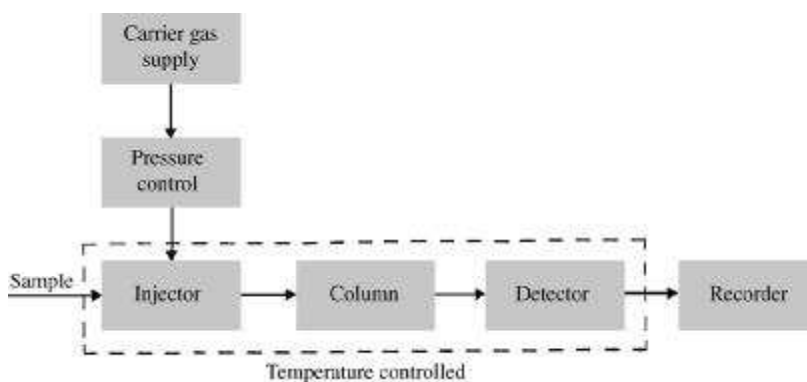 Carrier gas
supply
Pressure
control
Sample
Injector
Column
Detector
Recorder
Temperature controlled